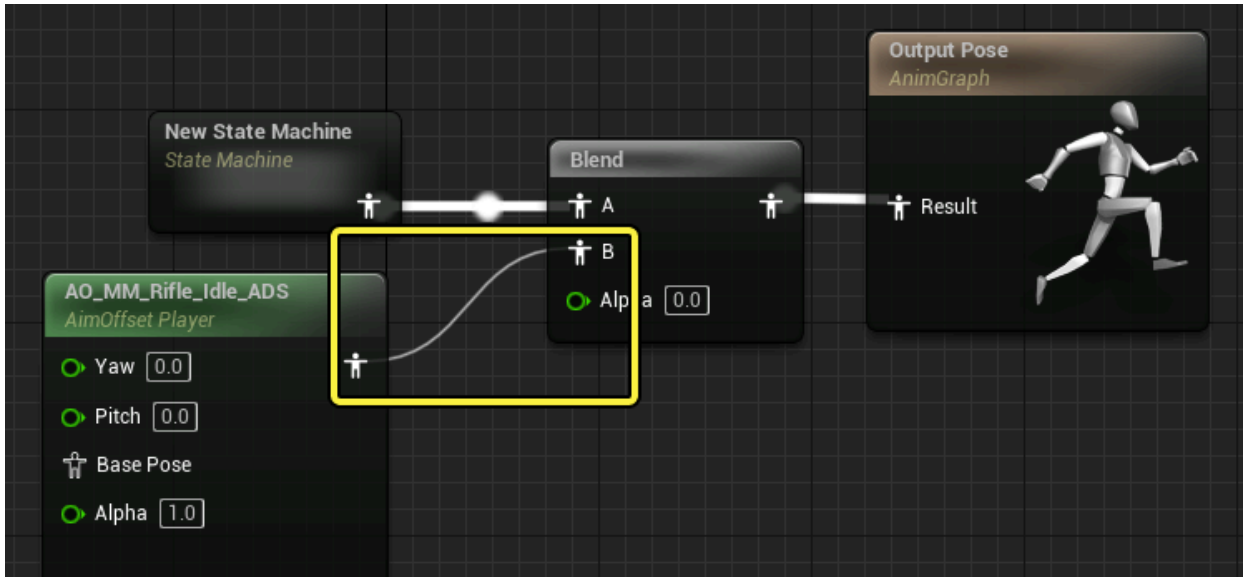 Output Pose
AnimGraph
New State Machine
State Machine
Blend
A
Result
B
AO_MM_Rifle_Idle_ADS
AimOffset Player
Alpha 0.0
Yaw 0.0
Pitch 0.0
Base Pose
Alpha 1.0